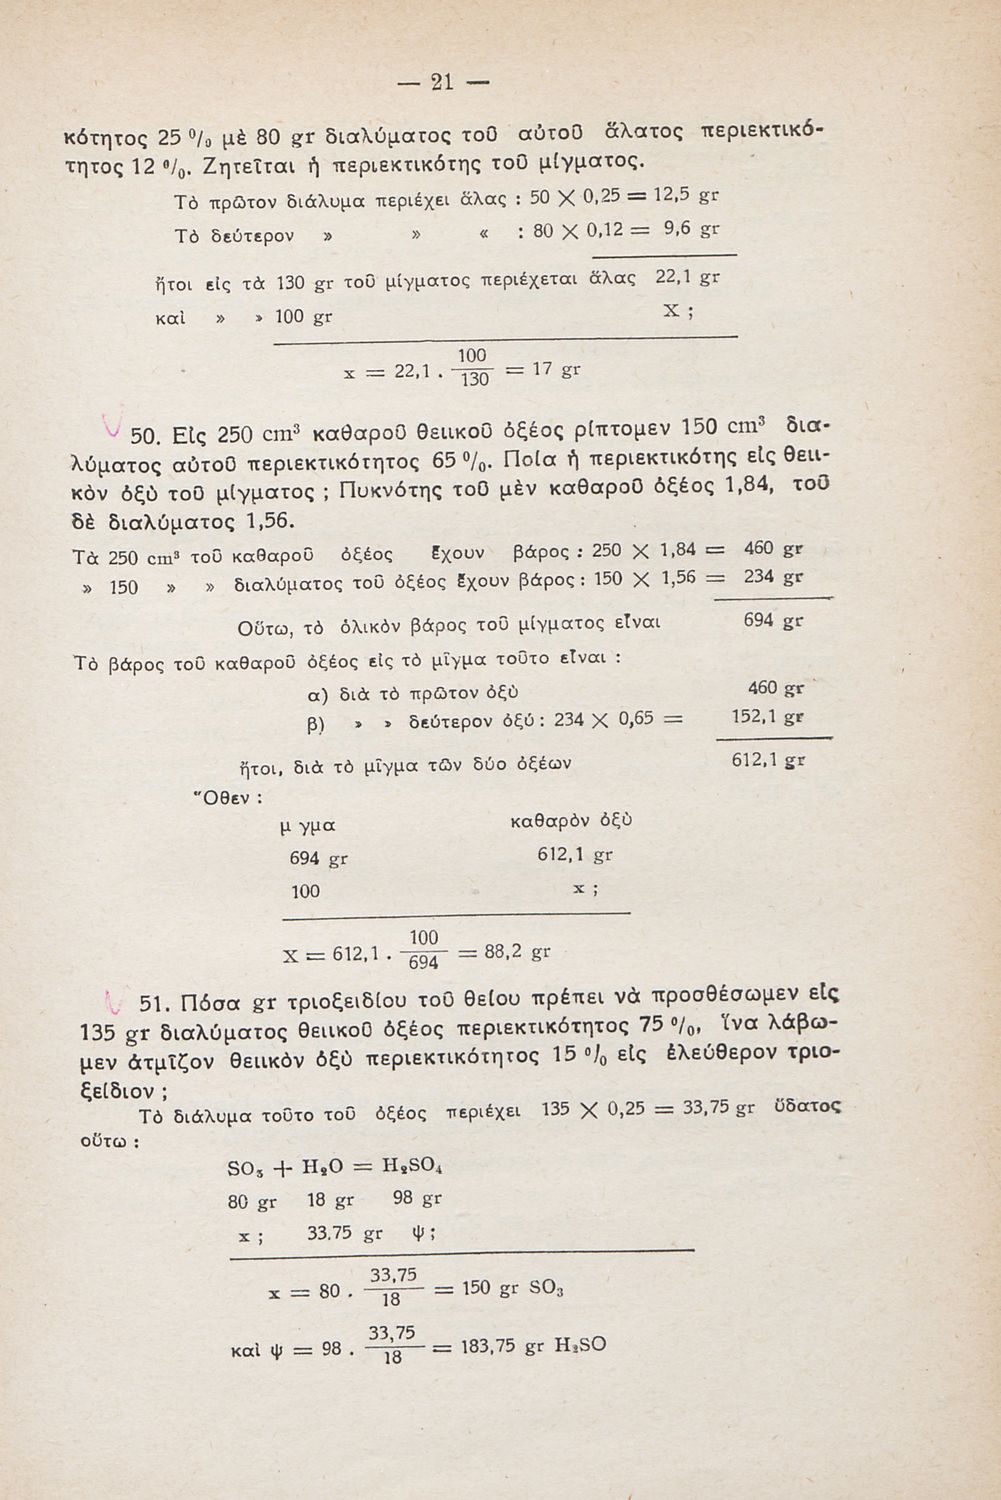 — 21 —
κότητος 25 % μὲ 80 gr διαλύματος τοῦ αὐτοῦ ἅλατος περιεκτικό-
τητος 12 %. Ζητεῖται ἡ περιεκτικότης τοῦ μίγματος.
Τὸ πρῶτον διάλυμα περιέχει ἅλας : 50 × 0,25 = 12,5 gr
Τὸ δεύτερον » » « : 80 × 0,12 = 9,6 gr
ἤτοι εἰς τὰ 130 gr τοῦ μίγματος περιέχεται ἅλας 22,1 gr
καὶ » » 100 gr X ;
x = 22,1 . 100/130 = 17 gr
50. Εἰς 250 cm³ καθαροῦ θειικοῦ ὀξέος ρίπτομεν 150 cm³ δια-
λύματος αὐτοῦ περιεκτικότητος 65 %. Ποία ἡ περιεκτικότης εἰς θειι-
κὸν ὀξὺ τοῦ μίγματος ; Πυκνότης τοῦ μὲν καθαροῦ ὀξέος 1,84, τοῦ
δὲ διαλύματος 1,56.
Τὰ 250 cm³ τοῦ καθαροῦ ὀξέος ἔχουν βάρος : 250 × 1,84 = 460 gr
» 150 » » διαλύματος τοῦ ὀξέος ἔχουν βάρος : 150 × 1,56 = 234 gr
Οὕτω, τὸ ὁλικὸν βάρος τοῦ μίγματος εἶναι 694 gr
Τὸ βάρος τοῦ καθαροῦ ὀξέος εἰς τὸ μῖγμα τοῦτο εἶναι :
α) διὰ τὸ πρῶτον ὀξὺ 460 gr
β) » » δεύτερον ὀξύ : 234 × 0,65 = 152,1 gr
ἤτοι, διὰ τὸ μῖγμα τῶν δύο ὀξέων 612,1 gr
Ὅθεν :
μ γμα καθαρὸν ὀξὺ
694 gr 612,1 gr
100 x ;
X = 612,1 . 100/694 = 88,2 gr
51. Πόσα gr τριοξειδίου τοῦ θείου πρέπει νὰ προσθέσωμεν εἰς
135 gr διαλύματος θειικοῦ ὀξέος περιεκτικότητος 75 %, ἵνα λάβω-
μεν ἀτμῖζον θειικὸν ὀξὺ περιεκτικότητος 15 % εἰς ἐλεύθερον τριο-
ξείδιον ;
Τὸ διάλυμα τοῦτο τοῦ ὀξέος περιέχει 135 × 0,25 = 33,75 gr ὕδατος
οὕτω :
SO₃ + H₂O = H₂SO₄
80 gr 18 gr 98 gr
x ; 33.75 gr ψ ;
x = 80 . 33,75/18 = 150 gr SO₃
καὶ ψ = 98 . 33,75/18 = 183,75 gr H₂SO